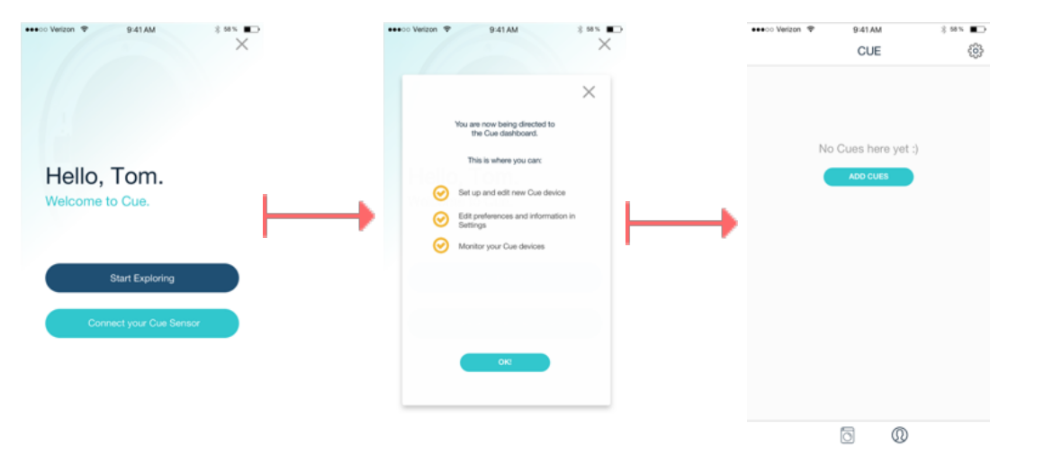 Verizon 9:41 AM 58%
Hello, Tom.
Welcome to Cue.
Start Exploring
Connect your Cue Sensor
Verizon 9:41 AM 58%
You are now being directed to
the Cue dashboard.
This is where you can:
Set up and edit new Cue device
Edit preferences and information in
Settings
Monitor your Cue devices
OK!
Verizon 9:41 AM 58%
CUE
No Cues here yet :)
ADD CUES